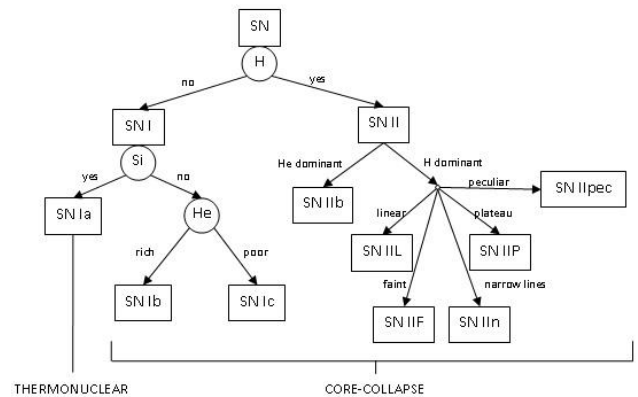 SN
H
no
yes
SN I
SN II
Si
He dominant
H dominant
yes
no
peculiar
SN IIpec
SN Ia
He
SN IIb
linear
plateau
rich
poor
SN IIL
SN IIP
faint
narrow lines
SN Ib
SN Ic
SN IIF
SN IIn
THERMONUCLEAR
CORE-COLLAPSE